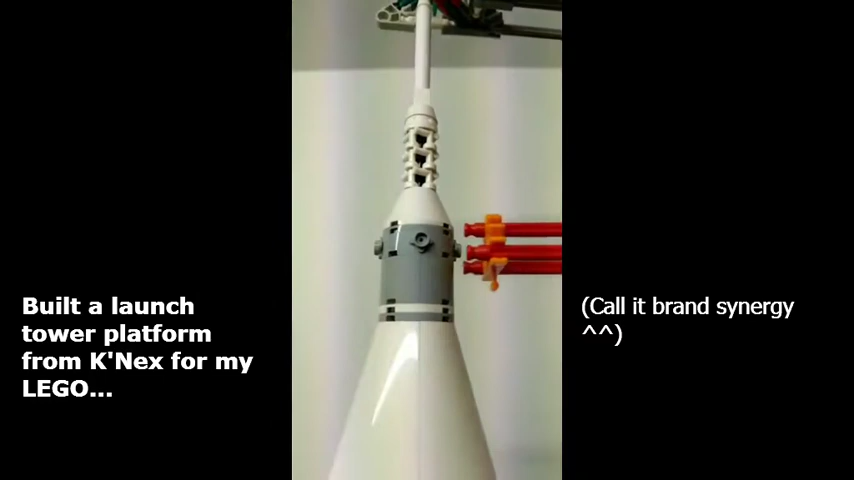 Built a launch
tower platform
from K'Nex for my
LEGO...
(Call it brand synergy
^^)